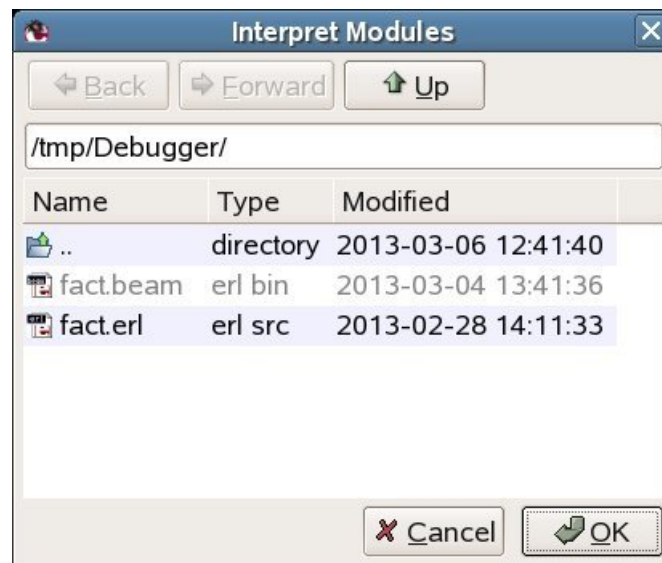 Interpret Modules
Back Forward Up
/tmp/Debugger/
Name Type Modified
.. directory 2013-03-06 12:41:40
fact.beam erl bin 2013-03-04 13:41:36
fact.erl erl src 2013-02-28 14:11:33
Cancel OK